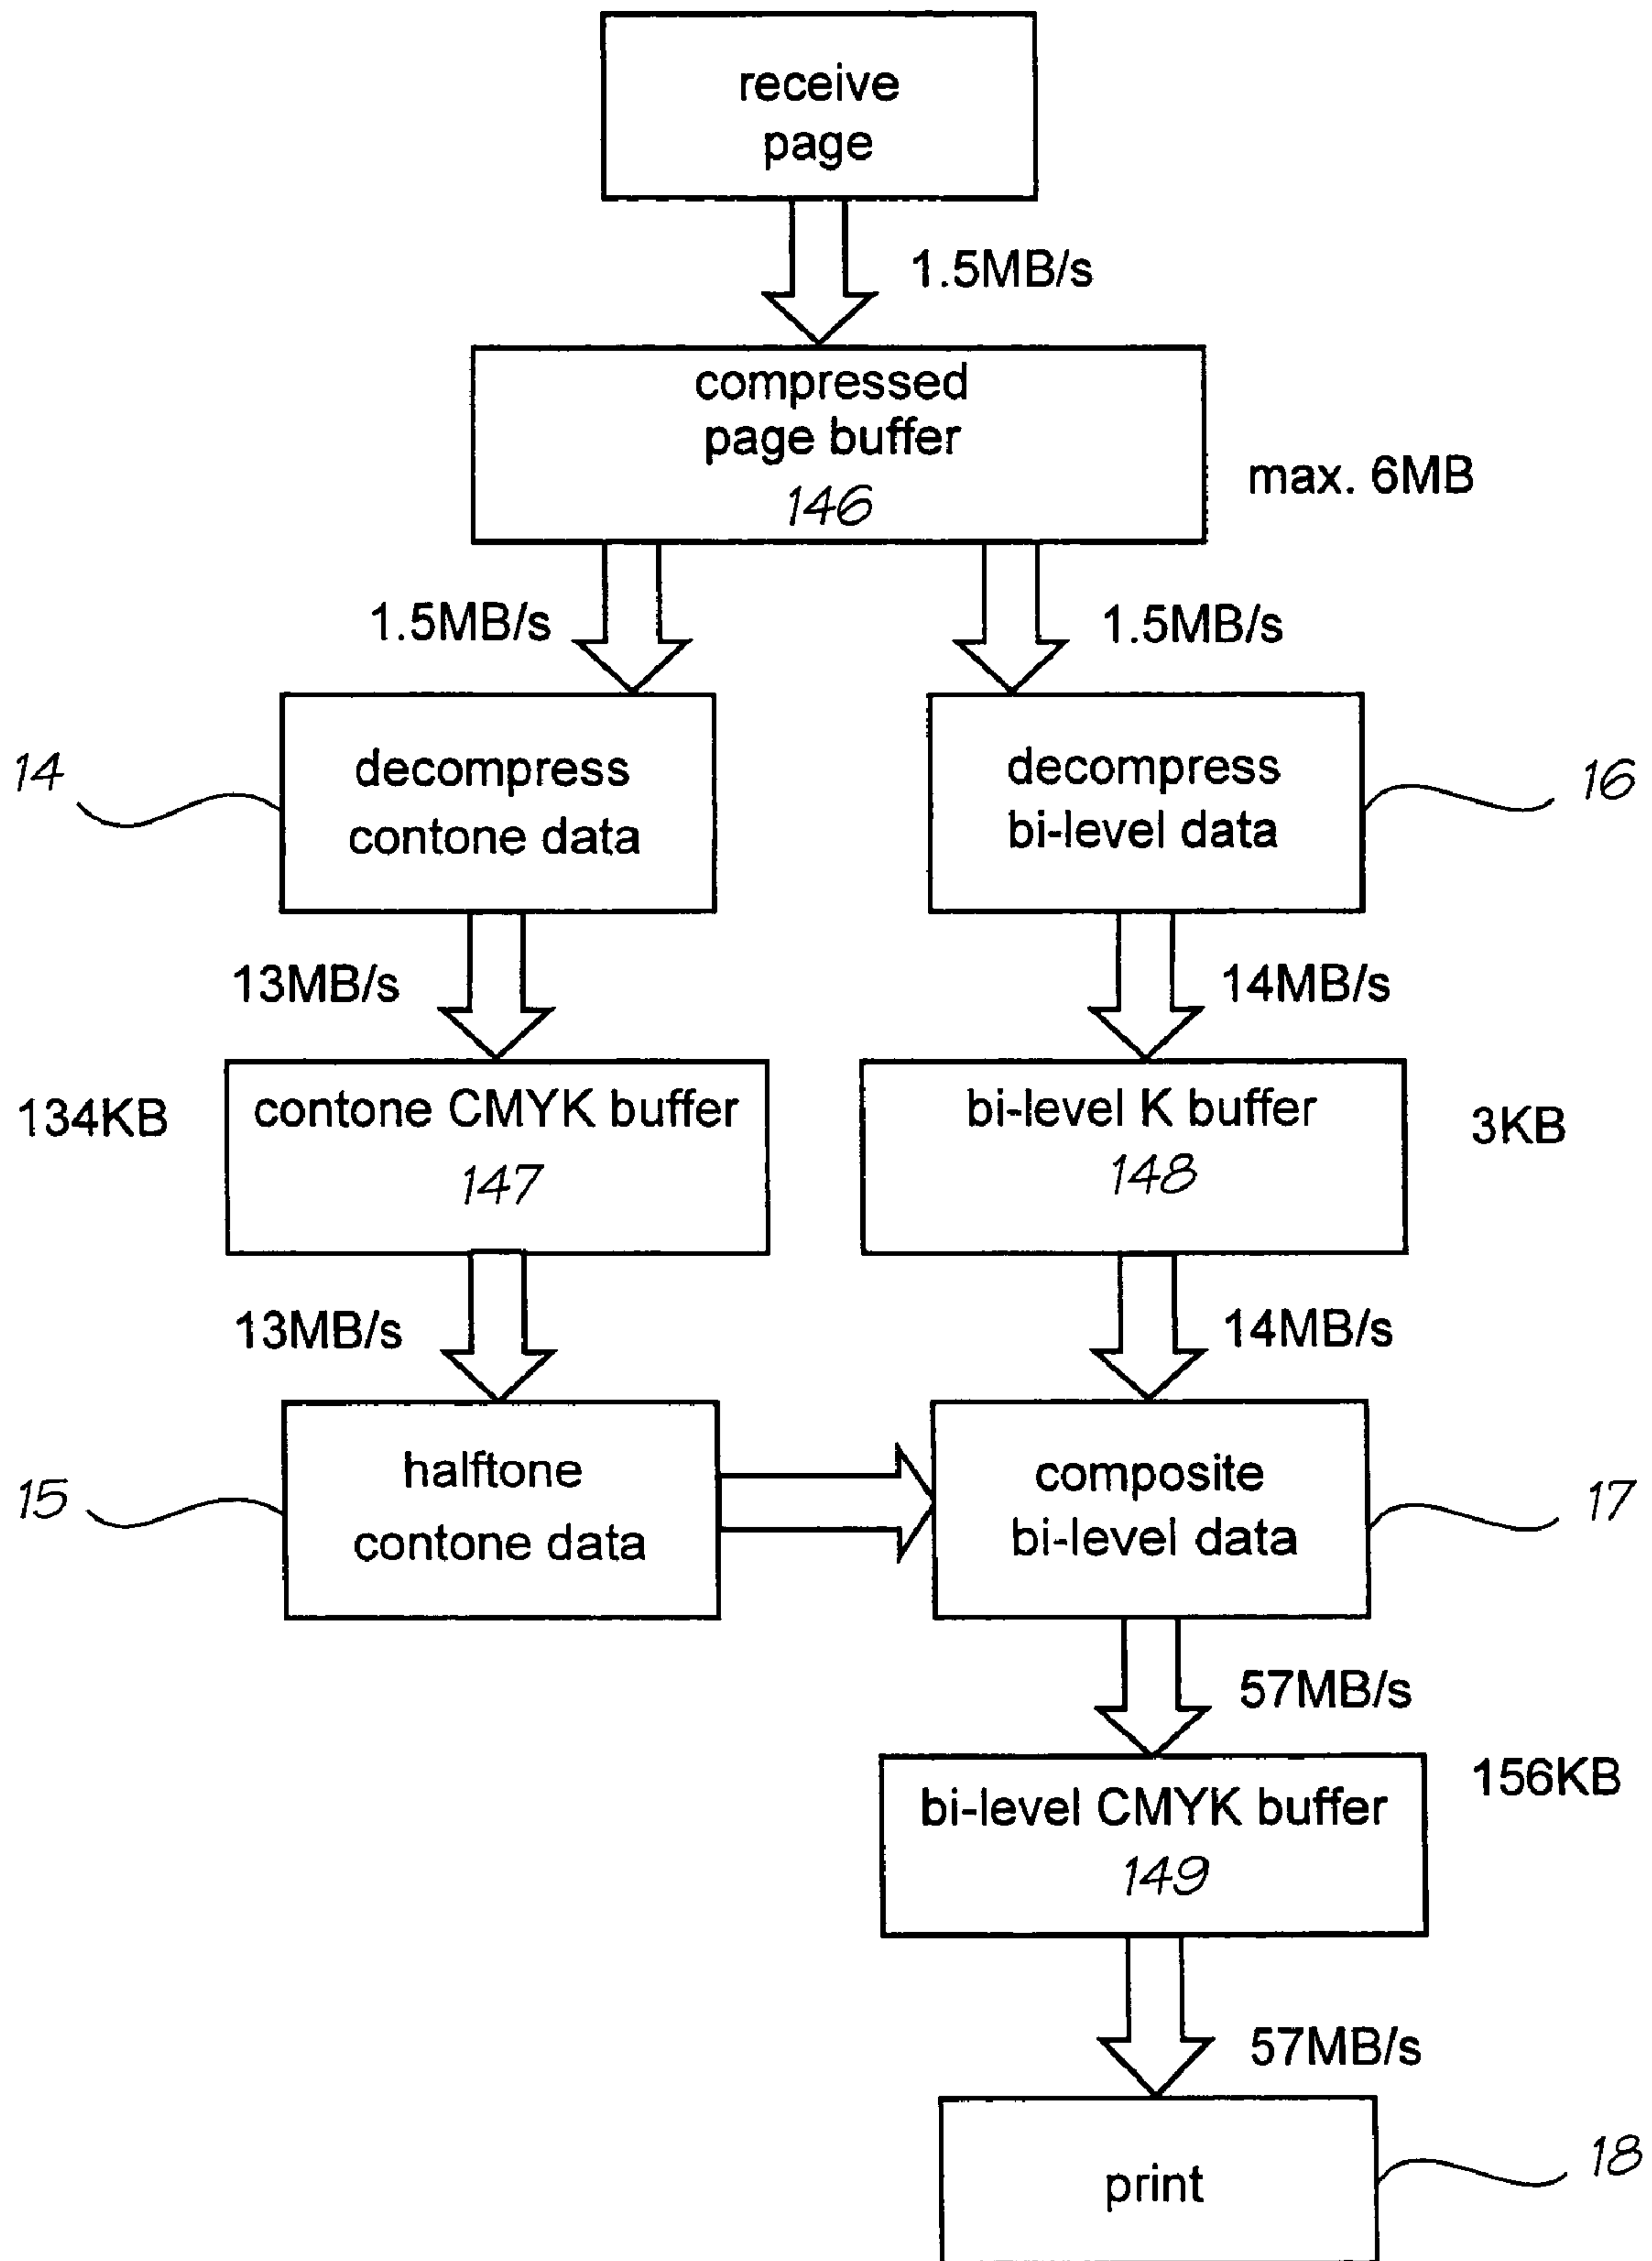 receive
page
1.5MB/s
compressed
page buffer
146
max. 6MB
1.5MB/s
1.5MB/s
14
decompress
contone data
decompress
bi-level data
16
13MB/s
14MB/s
134KB
contone CMYK buffer
147
bi-level K buffer
148
3KB
13MB/s
14MB/s
15
halftone
contone data
composite
bi-level data
17
57MB/s
bi-level CMYK buffer
149
156KB
57MB/s
print
18